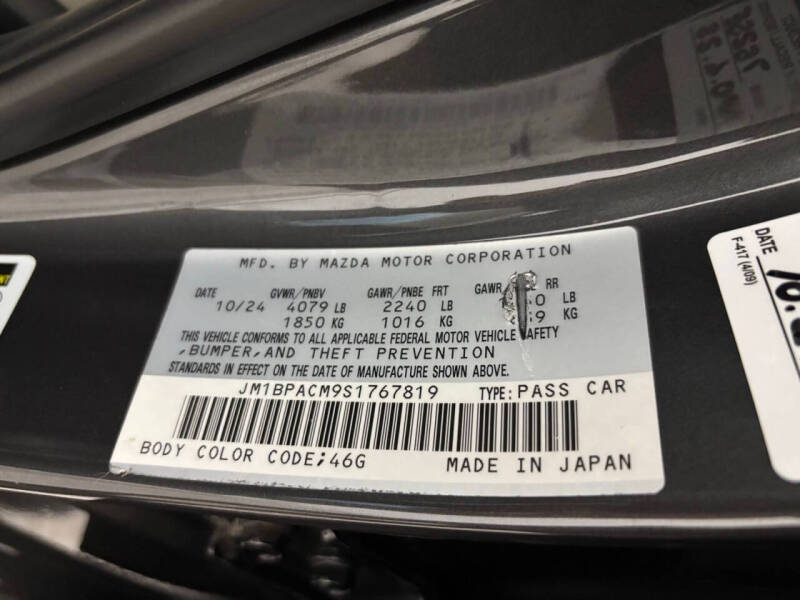 MFD. BY MAZDA MOTOR CORPORATION
DATE GVWR/PNBV GAWR/PNBE FRT RR
10/24 4079 LB 2240 LB LB
1850 KG 1016 KG KG
THIS VEHICLE CONFORMS TO ALL APPLICABLE FEDERAL MOTOR VEHICLE SAFETY
,BUMPER,AND THEFT PREVENTION
STANDARDS IN EFFECT ON THE DATE OF MANUFACTURE SHOWN ABOVE.
JM1BPACM9S1767819 TYPE:PASS CAR
BODY COLOR CODE;46G MADE IN JAPAN
F-417 (4/09)
DATE